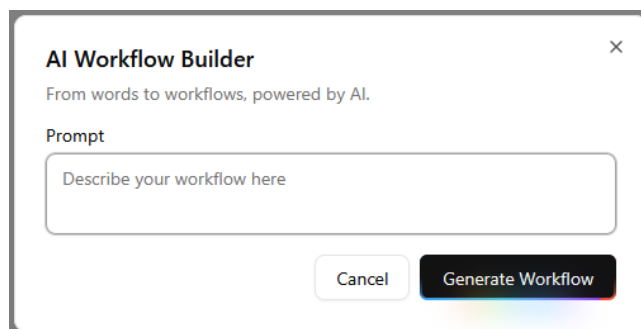 AI Workflow Builder
From words to workflows, powered by AI.
Prompt
Describe your workflow here
Cancel
Generate Workflow